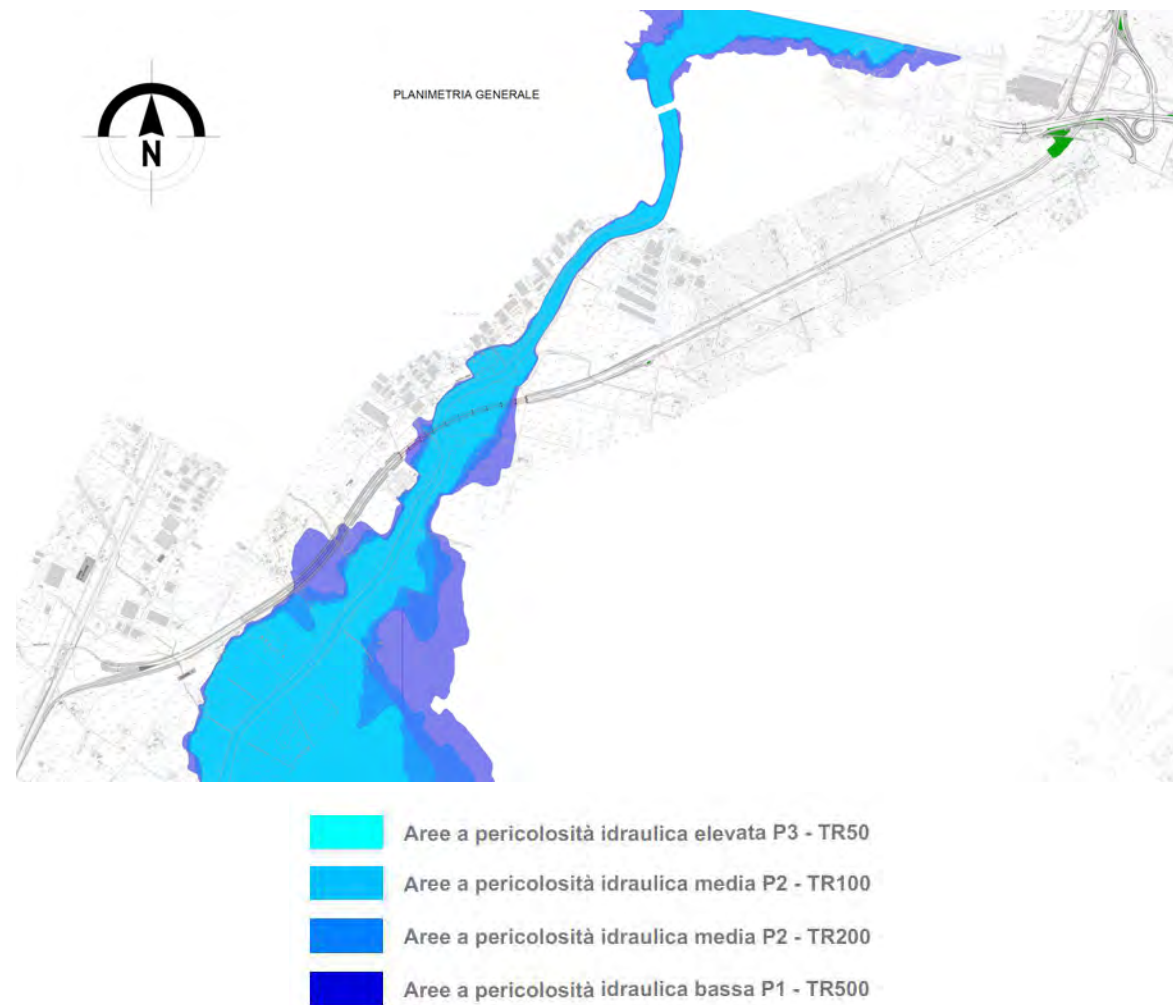 PLANIMETRIA GENERALE
N
Aree a pericolosità idraulica elevata P3 - TR50
Aree a pericolosità idraulica media P2 - TR100
Aree a pericolosità idraulica media P2 - TR200
Aree a pericolosità idraulica bassa P1 - TR500